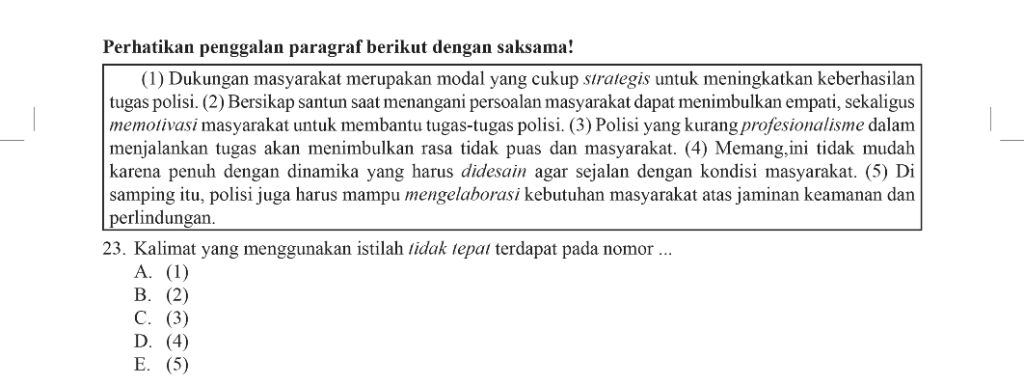 Perhatikan penggalan paragraf berikut dengan saksama!
(1) Dukungan masyarakat merupakan modal yang cukup strategis untuk meningkatkan keberhasilan
tugas polisi. (2) Bersikap santun saat menangani persoalan masyarakat dapat menimbulkan empati, sekaligus
memotivasi masyarakat untuk membantu tugas-tugas polisi. (3) Polisi yang kurang profesionalisme dalam
menjalankan tugas akan menimbulkan rasa tidak puas dan masyarakat. (4) Memang,ini tidak mudah
karena penuh dengan dinamika yang harus didesain agar sejalan dengan kondisi masyarakat. (5) Di
samping itu, polisi juga harus mampu mengelaborasi kebutuhan masyarakat atas jaminan keamanan dan
perlindungan.
23. Kalimat yang menggunakan istilah tidak tepat terdapat pada nomor ...
A. (1)
B. (2)
C. (3)
D. (4)
E. (5)